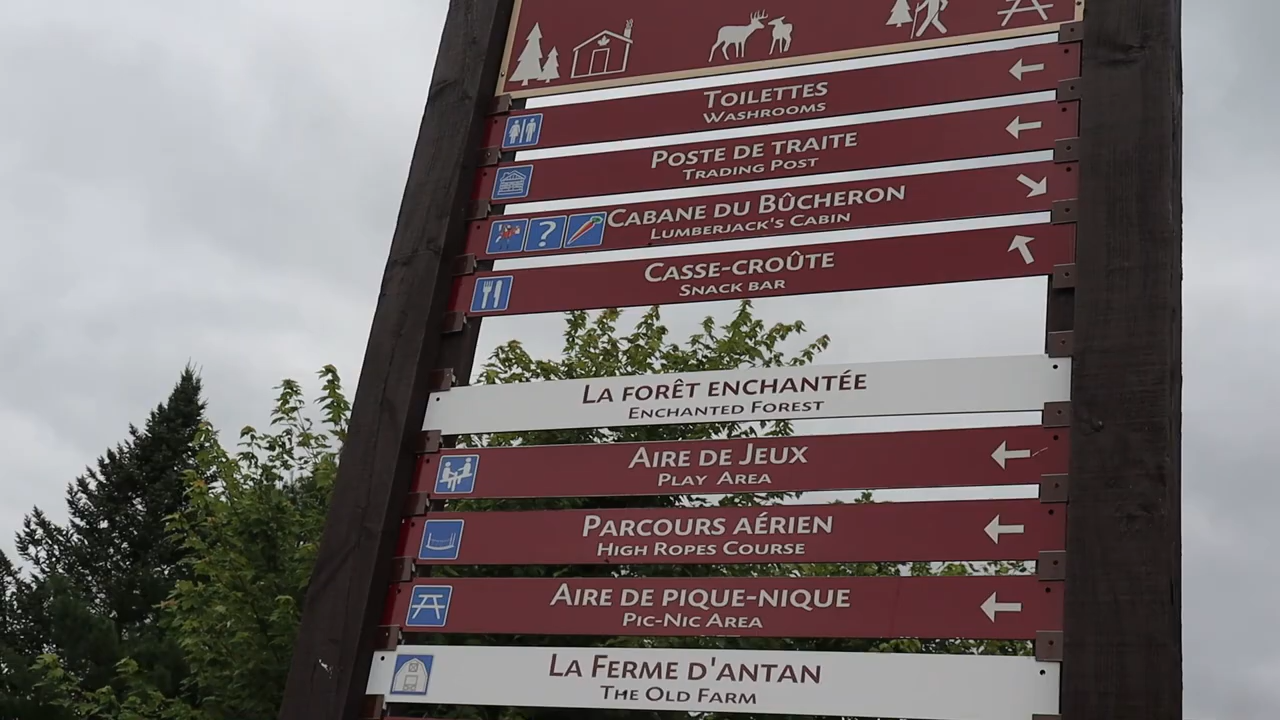 TOILETTES
WASHROOMS
POSTE DE TRAITE
TRADING POST
?
CABANE DU BÛCHERON
LUMBERJACK'S CABIN
CASSE-CROÛTE
SNACK BAR
LA FORÊT ENCHANTÉE
ENCHANTED FOREST
AIRE DE JEUX
PLAY AREA
PARCOURS AÉRIEN
HIGH ROPES COURSE
AIRE DE PIQUE-NIQUE
PIC-NIC AREA
LA FERME D'ANTAN
THE OLD FARM